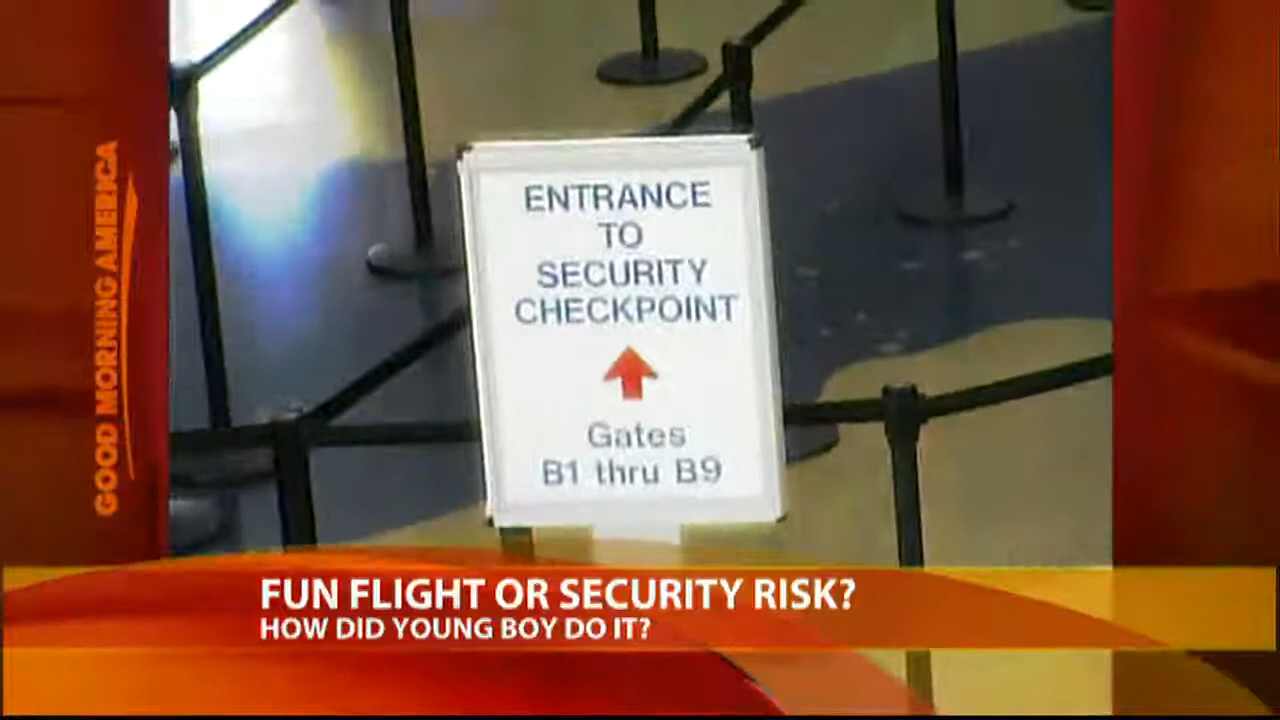 GOOD MORNING AMERICA
ENTRANCE
TO
SECURITY
CHECKPOINT
Gates
B1 thru B9
FUN FLIGHT OR SECURITY RISK?
HOW DID YOUNG BOY DO IT?